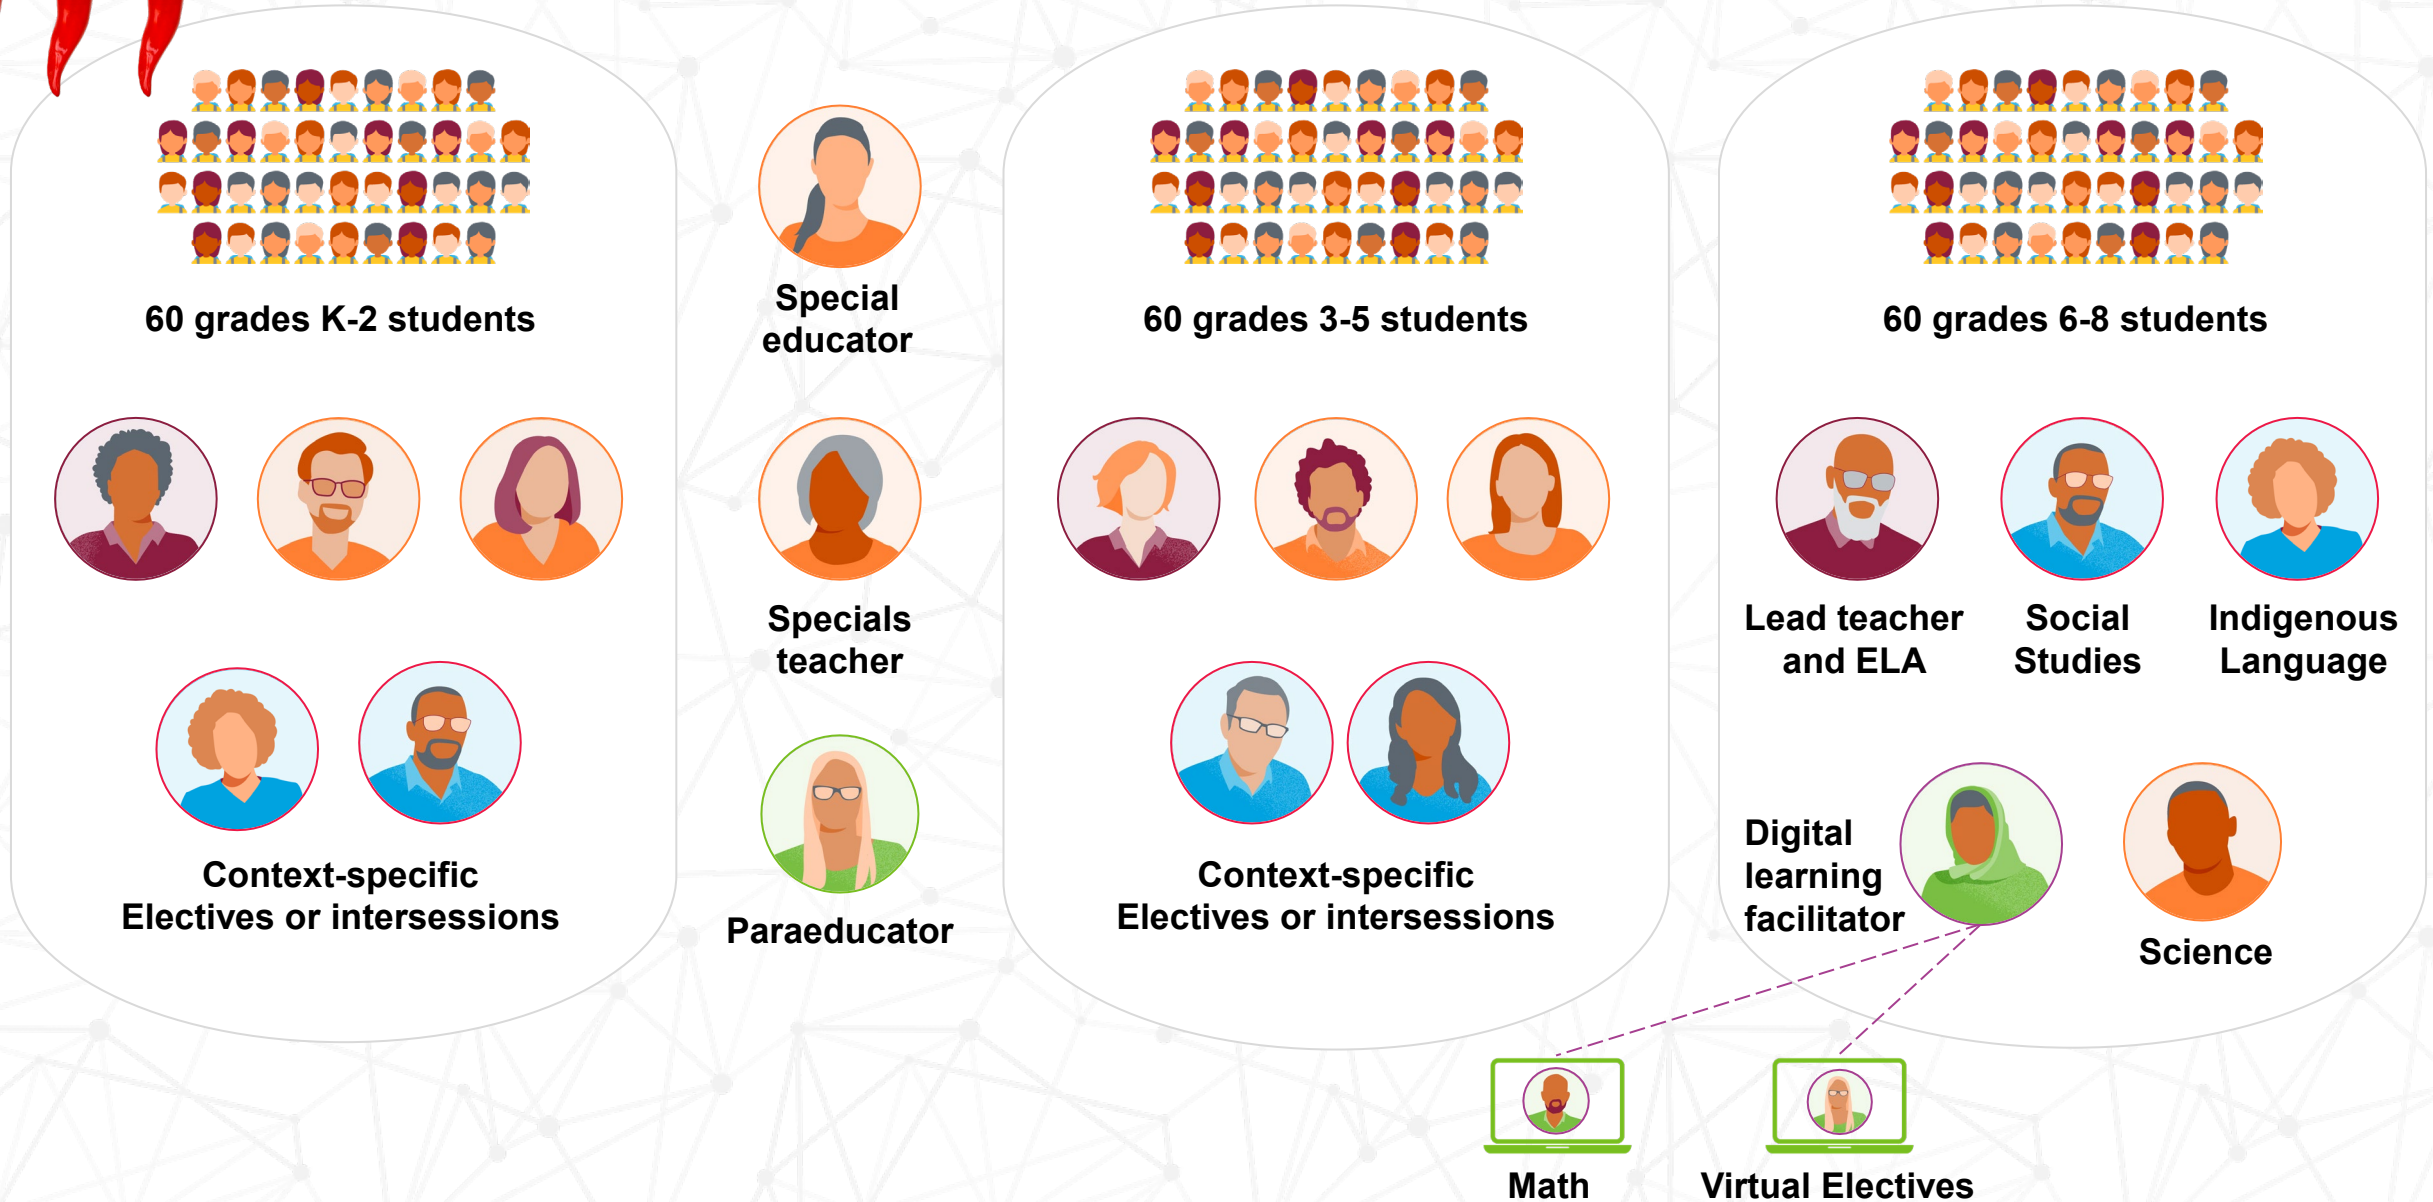 60 grades K-2 students
Context-specific
Electives or intersessions
Special
educator
Specials
teacher
Paraeducator
60 grades 3-5 students
Context-specific
Electives or intersessions
60 grades 6-8 students
Lead teacher
and ELA
Social
Studies
Indigenous
Language
Digital
learning
facilitator
Science
Math
Virtual Electives